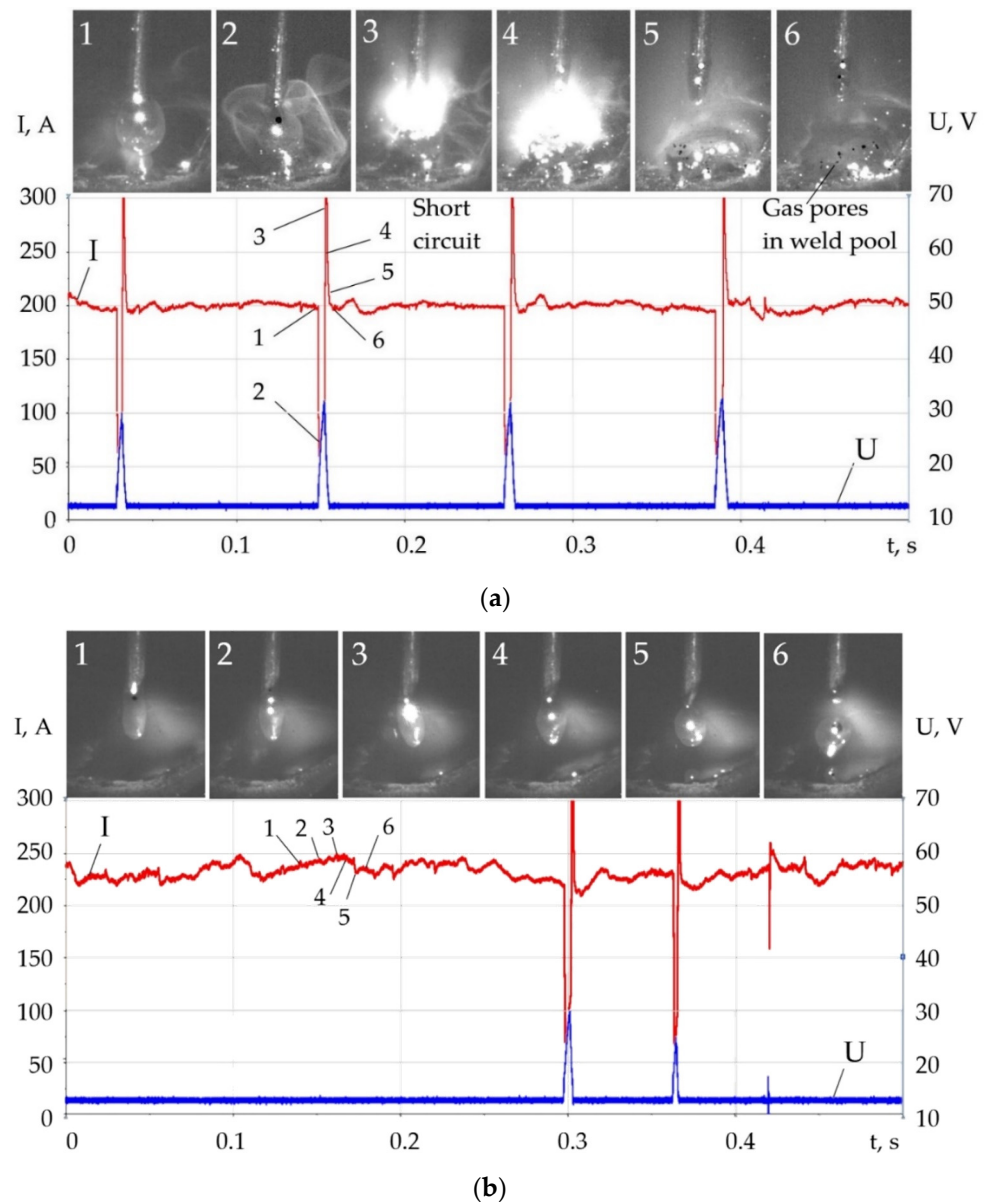 1 2 3 4 5 6
I, A U, V
300 70
Short
circuit
Gas pores
in weld pool
3 4
250 60
I 5
200 50
1 6
150 40
2
100 30
U
50 20
0 10
0 0.1 0.2 0.3 0.4 t, s
(a)
1 2 3 4 5 6
I, A U, V
300 70
I 1 2 3 6
250 60
4 5
200 50
150 40
100 30
U
50 20
0 10
0 0.1 0.2 0.3 0.4 t, s
(b)